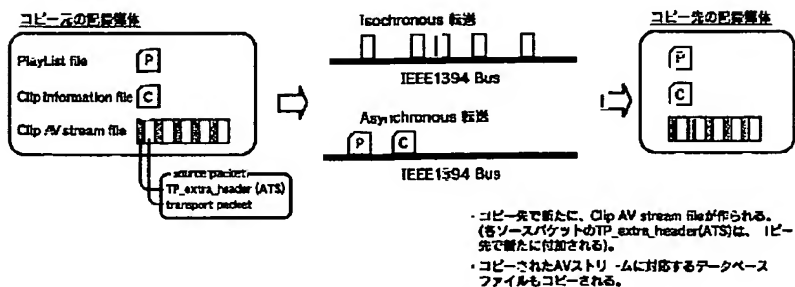 コピー元の記録媒体
PlayList file
P
Clip Information file
C
Clip AV stream file
source packet
TP_extra_header (ATS)
transport packet
Isochronous 転送
IEEE1394 Bus
Asynchronous 転送
P C
IEEE1394 Bus
コピー先の記録媒体
P
C
・コピー先で新たに、Clip AV stream fileが作られる。
(各ソースパケットのTP_extra_header(ATS)は、 コピー
先で新たに付加される)。
・コピーされたAVストリ ームに対応するデータベース
ファイルもコピーされる。